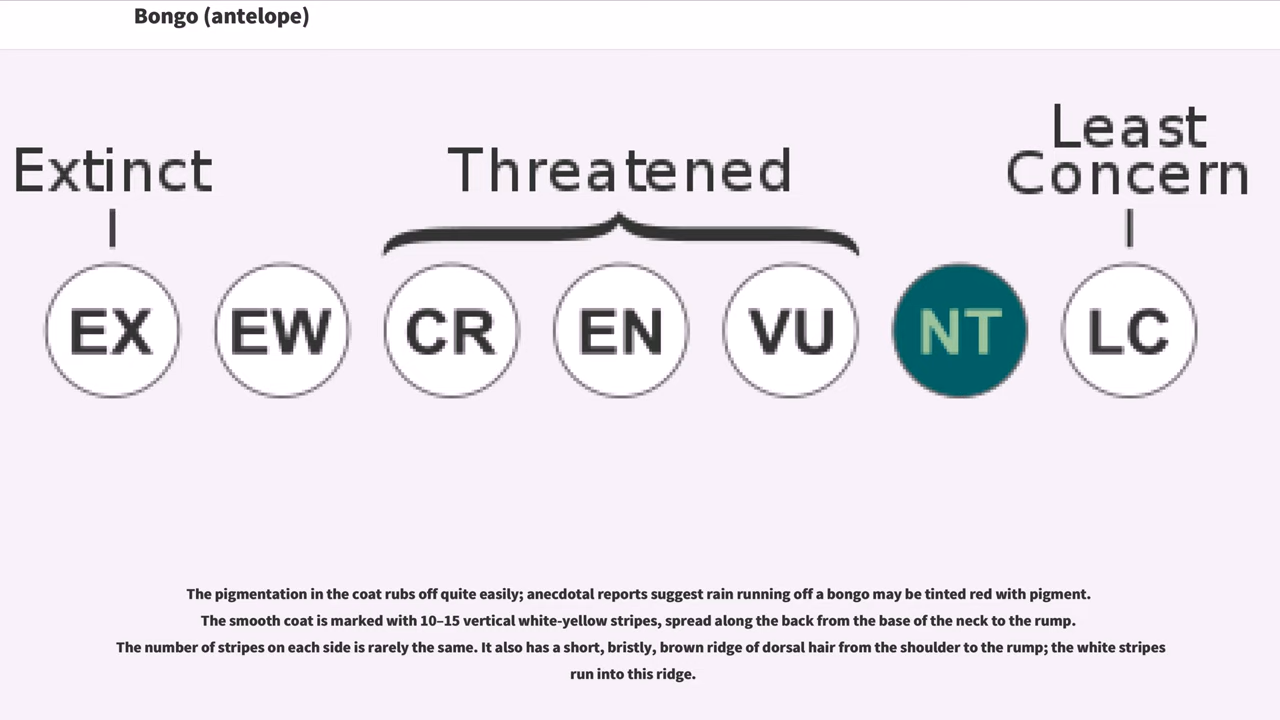 Bongo (antelope)
Least
Concern
Extinct
Threatened
EX EW CR EN VU NT LC
The pigmentation in the coat rubs off quite easily; anecdotal reports suggest rain running off a bongo may be tinted red with pigment.
The smooth coat is marked with 10–15 vertical white-yellow stripes, spread along the back from the base of the neck to the rump.
The number of stripes on each side is rarely the same. It also has a short, bristly, brown ridge of dorsal hair from the shoulder to the rump; the white stripes
run into this ridge.